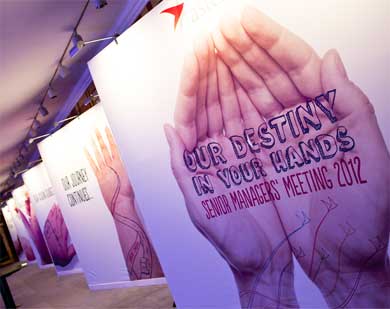 OUR DESTINY
IN YOUR HANDS
SENIOR MANAGERS' MEETING 2012
OUR JOURNEY
CONTINUES...